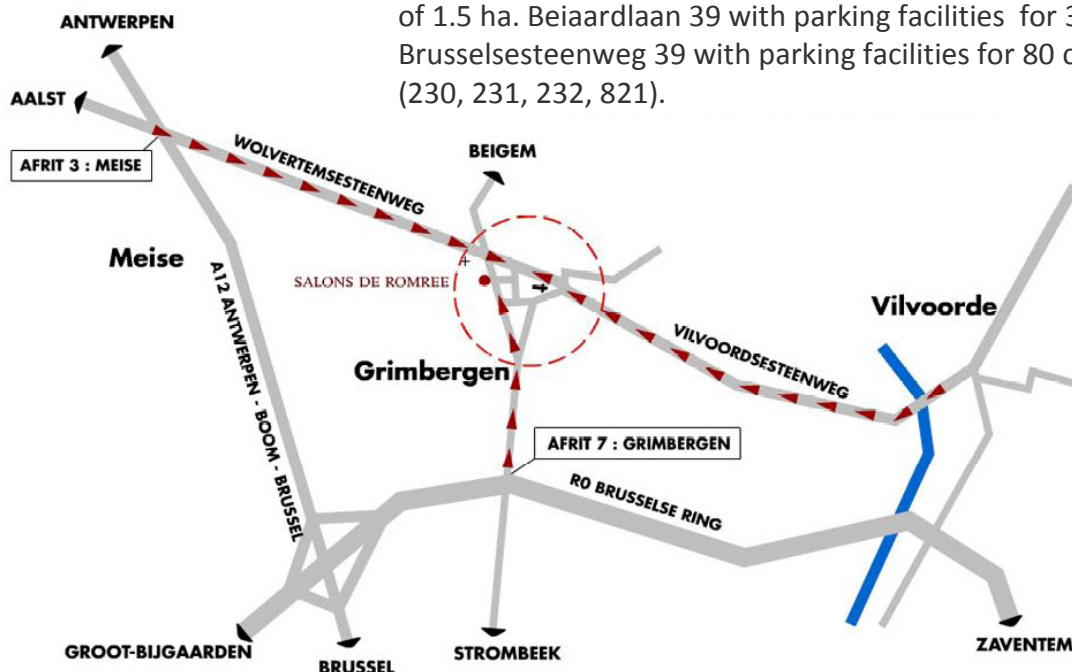 of 1.5 ha. Beiaardlaan 39 with parking facilities for 3
Brusselsesteenweg 39 with parking facilities for 80 c
(230, 231, 232, 821).
ANTWERPEN
AALST
AFRIT 3 : MEISE
WOLVERTEMSESTEENWEG
BEIGEM
Meise
SALONS DE ROMREE
Vilvoorde
A12 ANTWERPEN - BOOM - BRUSSEL
VILVOORDSESTEENWEG
Grimbergen
AFRIT 7 : GRIMBERGEN
R0 BRUSSELSE RING
GROOT-BIJGAARDEN
BRUSSEL
STROMBEEK
ZAVENTEM